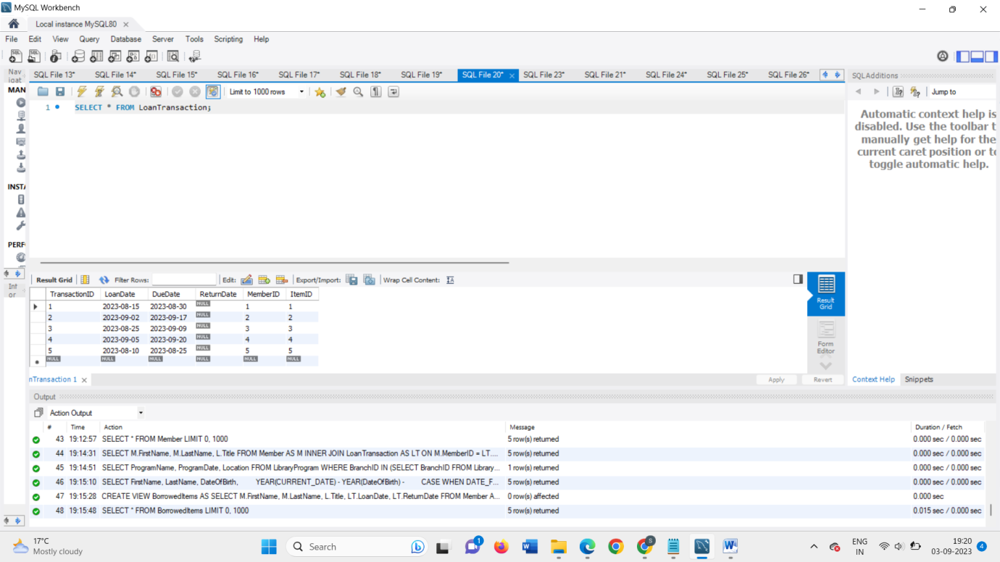 MySQL Workbench
Local instance MySQL80
File Edit View Query Database Server Tools Scripting Help
Nav
igat
SQL File 13* SQL File 14* SQL File 15* SQL File 16* SQL File 17* SQL File 18* SQL File 19* SQL File 20* SQL File 23* SQL File 21* SQL File 24* SQL File 25* SQL File 26*
SQLAdditions
MAN
Limit to 1000 rows
Jump to
1 SELECT * FROM LoanTransaction;
Automatic context help is
disabled. Use the toolbar t
manually get help for the
current caret position or to
toggle automatic help.
INSTA
PERF
Int
or
Result Grid Filter Rows: Edit: Export/Import: Wrap Cell Content:
TransactionID LoanDate DueDate ReturnDate MemberID ItemID
1 2023-08-15 2023-08-30 NULL 1 1
2 2023-09-02 2023-09-17 NULL 2 2
3 2023-08-25 2023-09-09 NULL 3 3
4 2023-09-05 2023-09-20 NULL 4 4
5 2023-08-10 2023-08-25 NULL 5 5
NULL NULL NULL NULL NULL NULL
Result
Grid
Form
Editor
nTransaction 1
Apply Revert
Context Help Snippets
Output
Action Output
# Time Action Message Duration / Fetch
43 19:12:57 SELECT * FROM Member LIMIT 0, 1000 5 row(s) returned 0.000 sec / 0.000 sec
44 19:14:31 SELECT M.FirstName, M.LastName, L.Title FROM Member AS M INNER JOIN LoanTransaction AS LT ON M.MemberID = LT.... 5 row(s) returned 0.000 sec / 0.000 sec
45 19:14:51 SELECT ProgramName, ProgramDate, Location FROM LibraryProgram WHERE BranchID IN (SELECT BranchID FROM Library... 1 row(s) returned 0.000 sec / 0.000 sec
46 19:15:10 SELECT FirstName, LastName, DateOfBirth, YEAR(CURRENT_DATE) - YEAR(DateOfBirth) - CASE WHEN DATE_F... 5 row(s) returned 0.000 sec / 0.000 sec
47 19:15:28 CREATE VIEW BorrowedItems AS SELECT M.FirstName, M.LastName, L.Title, LT.LoanDate, LT.ReturnDate FROM Member A... 0 row(s) affected 0.000 sec
48 19:15:48 SELECT * FROM BorrowedItems LIMIT 0, 1000 5 row(s) returned 0.015 sec / 0.000 sec
17°C
Mostly cloudy
Search
1
S
ENG
IN
19:20
03-09-2023
4